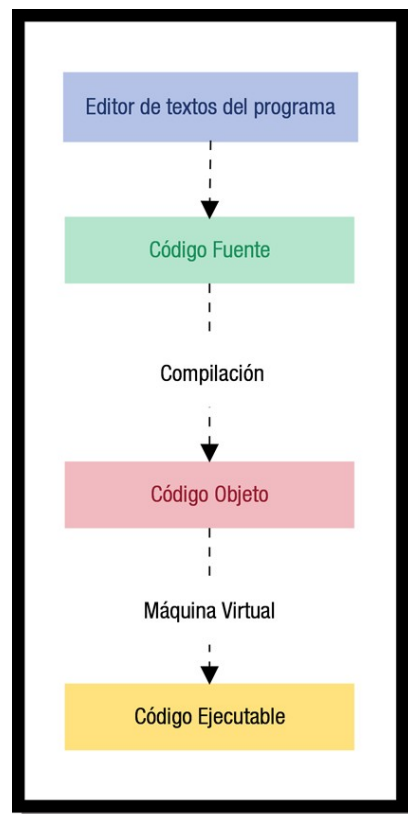 Editor de textos del programa
Código Fuente
Compilación
Código Objeto
Máquina Virtual
Código Ejecutable